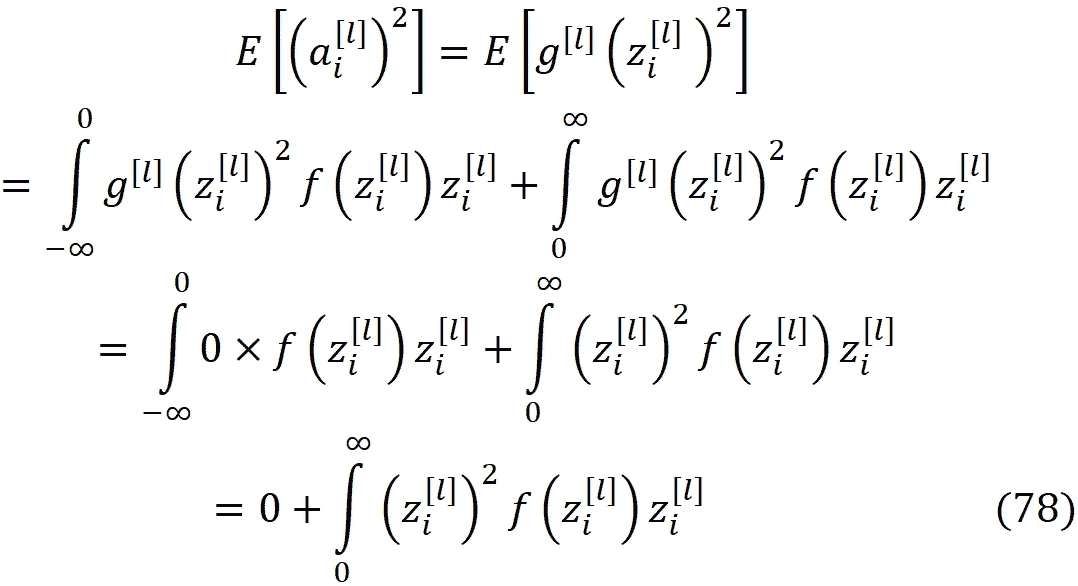 E[(a_i^{[l]})^2] = E[g^{[l]}(z_i^{[l]})^2]
= ∫_{-∞}^{0} g^{[l]}(z_i^{[l]})^2 f(z_i^{[l]}) z_i^{[l]} + ∫_{0}^{∞} g^{[l]}(z_i^{[l]})^2 f(z_i^{[l]}) z_i^{[l]}
= ∫_{-∞}^{0} 0 × f(z_i^{[l]}) z_i^{[l]} + ∫_{0}^{∞} (z_i^{[l]})^2 f(z_i^{[l]}) z_i^{[l]}
= 0 + ∫_{0}^{∞} (z_i^{[l]})^2 f(z_i^{[l]}) z_i^{[l]} (78)